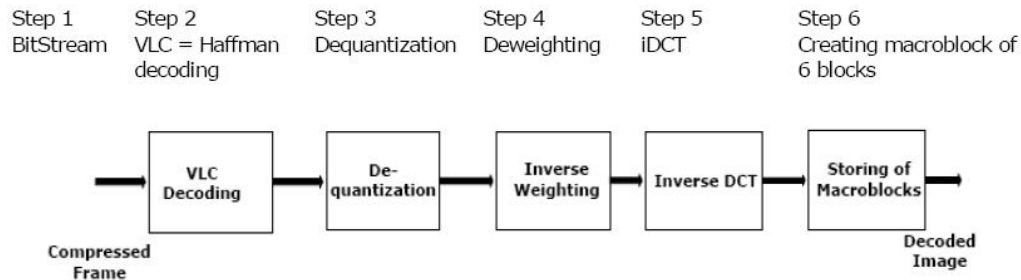 Step 1
BitStream
Step 2
VLC = Haffman
decoding
Step 3
Dequantization
Step 4
Deweighting
Step 5
iDCT
Step 6
Creating macroblock of
6 blocks
Compressed
Frame
VLC
Decoding
De-
quantization
Inverse
Weighting
Inverse DCT
Storing of
Macroblocks
Decoded
Image